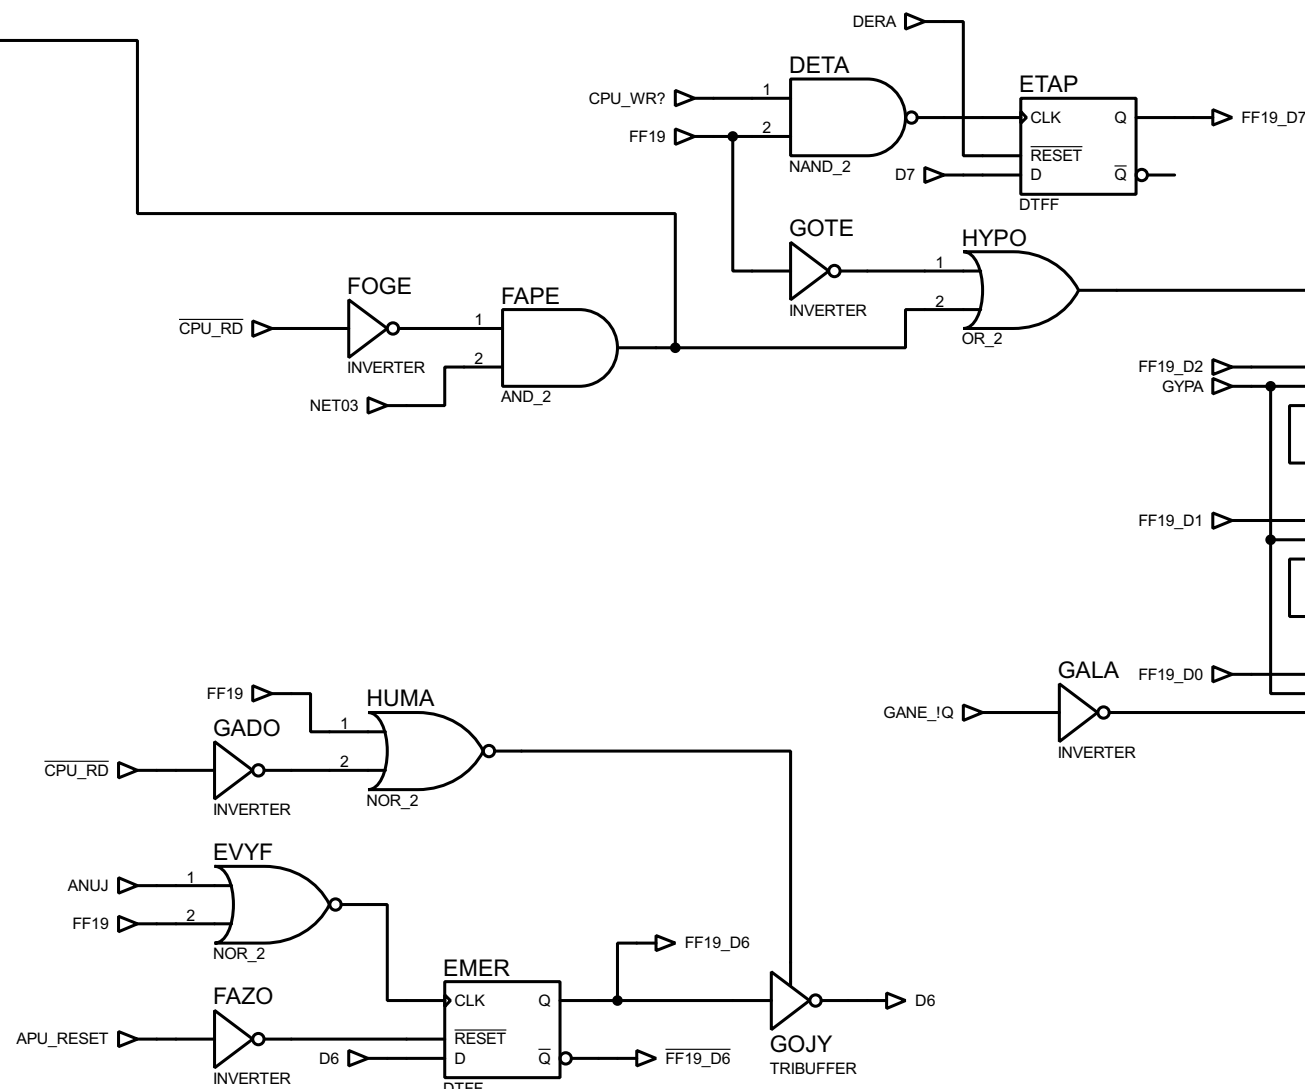 DERA
DETA
ETAP
CPU_WR?
1
CLK
Q
FF19_D7
FF19
2
RESET
NAND_2
D7
D
Q
DTFF
GOTE
HYPO
1
INVERTER
2
OR_2
FOGE
FAPE
CPU_RD
1
2
INVERTER
AND_2
NET03
FF19_D2
GYPA
FF19_D1
GALA
FF19_D0
GANE_!Q
INVERTER
FF19
HUMA
1
GADO
CPU_RD
2
INVERTER
NOR_2
EVYF
ANUJ
1
FF19
2
NOR_2
FF19_D6
EMER
FAZO
CLK
Q
D6
APU_RESET
RESET
D6
D
Q
FF19_D6
GOJY
TRIBUFFER
INVERTER
DTFF